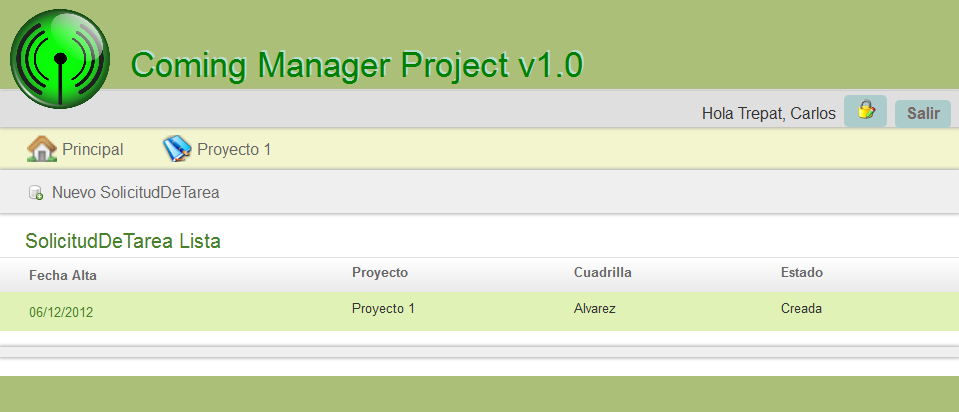 Coming Manager Project v1.0
Hola Trepat, Carlos Salir
Principal Proyecto 1
Nuevo SolicitudDeTarea
SolicitudDeTarea Lista
Fecha Alta Proyecto Cuadrilla Estado
06/12/2012 Proyecto 1 Alvarez Creada